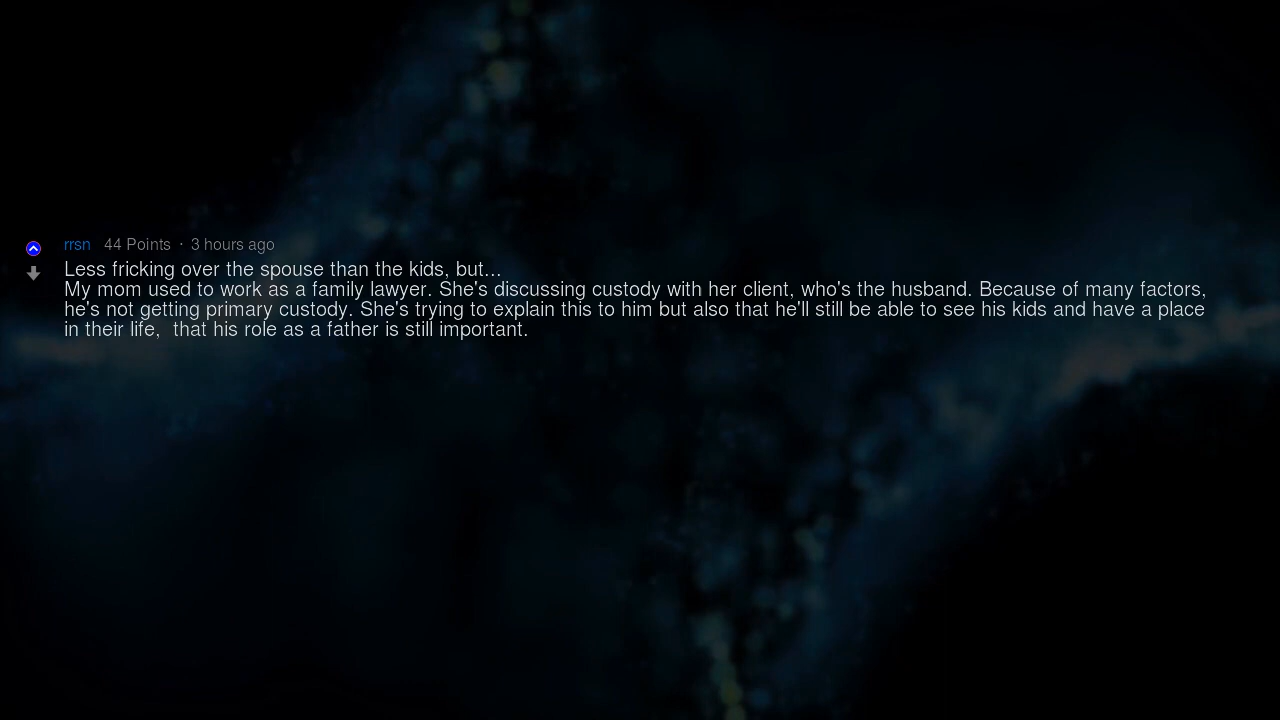 rrsn 44 Points · 3 hours ago
Less fricking over the spouse than the kids, but...
My mom used to work as a family lawyer. She's discussing custody with her client, who's the husband. Because of many factors,
he's not getting primary custody. She's trying to explain this to him but also that he'll still be able to see his kids and have a place
in their life,  that his role as a father is still important.